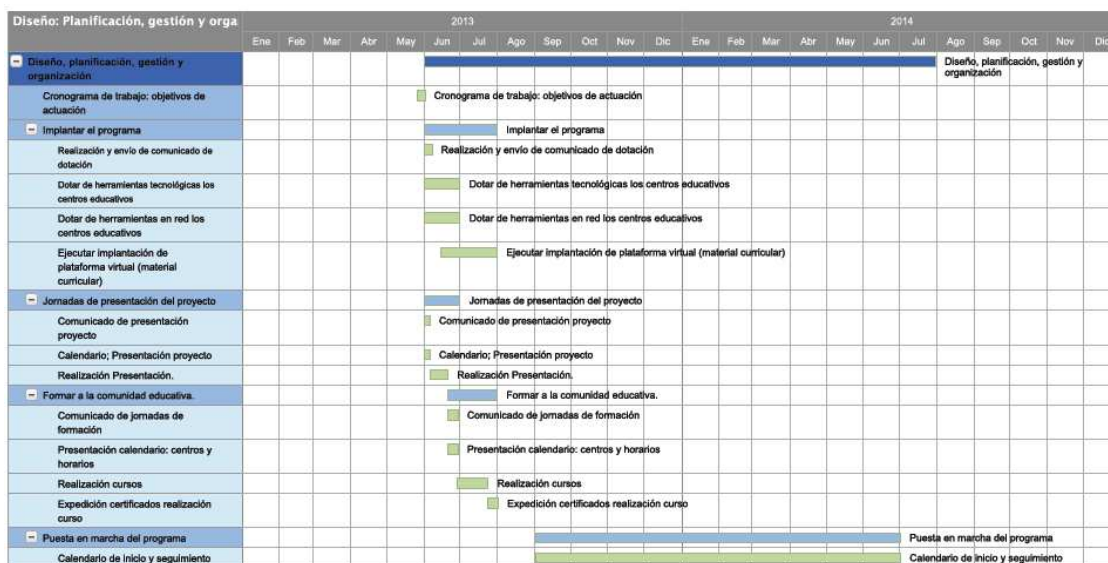 Diseño: Planificación, gestión y orga
2013
2014
Ene Feb Mar Abr May Jun Jul Ago Sep Oct Nov Dic Ene Feb Mar Abr May Jun Jul Ago Sep Oct Nov Dic
Diseño, planificación, gestión y
organización
Diseño, planificación, gestión y
organización
Cronograma de trabajo: objetivos de
actuación
Cronograma de trabajo: objetivos de actuación
Implantar el programa
Implantar el programa
Realización y envío de comunicado de
dotación
Realización y envío de comunicado de dotación
Dotar de herramientas tecnológicas los
centros educativos
Dotar de herramientas tecnológicas los centros educativos
Dotar de herramientas en red los
centros educativos
Dotar de herramientas en red los centros educativos
Ejecutar implantación de
plataforma virtual (material
curricular)
Ejecutar implantación de plataforma virtual (material curricular)
Jornadas de presentación del proyecto
Jornadas de presentación del proyecto
Comunicado de presentación
proyecto
Comunicado de presentación proyecto
Calendario; Presentación proyecto
Calendario; Presentación proyecto
Realización Presentación.
Realización Presentación.
Formar a la comunidad educativa.
Formar a la comunidad educativa.
Comunicado de jornadas de
formación
Comunicado de jornadas de formación
Presentación calendario: centros y
horarios
Presentación calendario: centros y horarios
Realización cursos
Realización cursos
Expedición certificados realización
curso
Expedición certificados realización curso
Puesta en marcha del programa
Puesta en marcha del programa
Calendario de inicio y seguimiento
Calendario de inicio y seguimiento